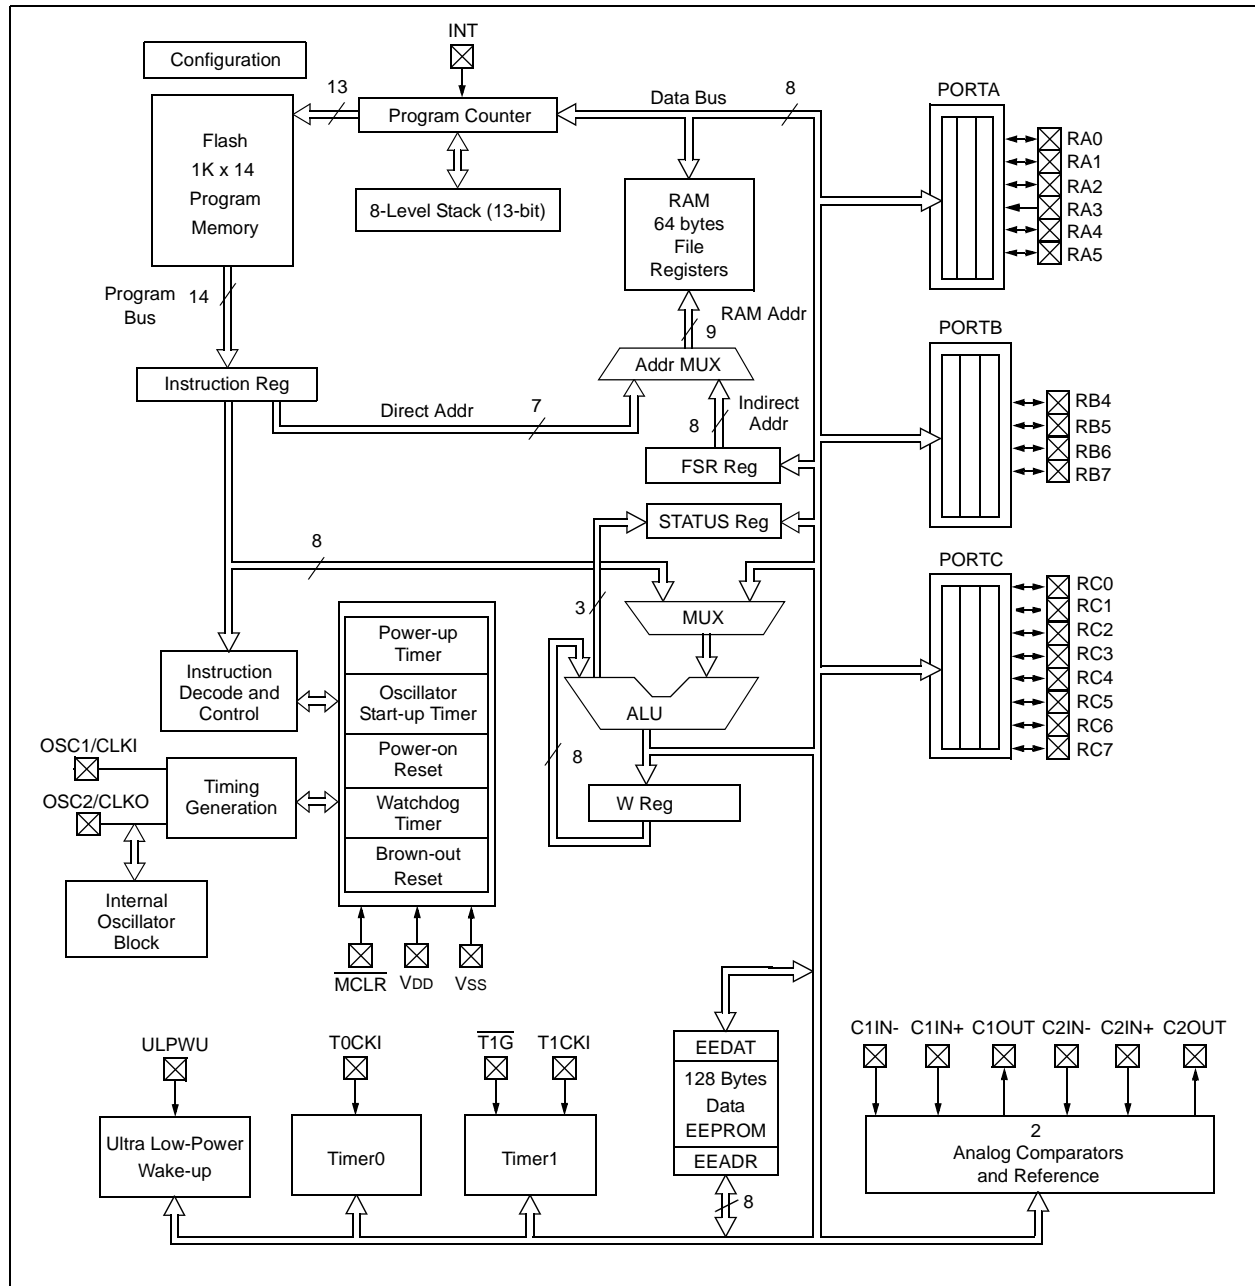 INT
Configuration
13
Data Bus
8
PORTA
Program Counter
Flash
1K x 14
Program
Memory
8-Level Stack (13-bit)
RAM
64 bytes
File
Registers
RA0
RA1
RA2
RA3
RA4
RA5
Program
Bus
14
RAM Addr
9
PORTB
Addr MUX
Instruction Reg
Direct Addr
7
Indirect
Addr
8
FSR Reg
RB4
RB5
RB6
RB7
STATUS Reg
8
3
MUX
PORTC
RC0
RC1
RC2
RC3
RC4
RC5
RC6
RC7
Power-up
Timer
Instruction
Decode and
Control
Oscillator
Start-up Timer
ALU
OSC1/CLKI
Power-on
Reset
8
Timing
Generation
OSC2/CLKO
Watchdog
Timer
W Reg
Brown-out
Reset
Internal
Oscillator
Block
MCLR
VDD
VSS
ULPWU
T0CKI
T1G
T1CKI
EEDAT
128 Bytes
Data
EEPROM
EEADR
8
C1IN-
C1IN+
C1OUT
C2IN-
C2IN+
C2OUT
Ultra Low-Power
Wake-up
Timer0
Timer1
2
Analog Comparators
and Reference